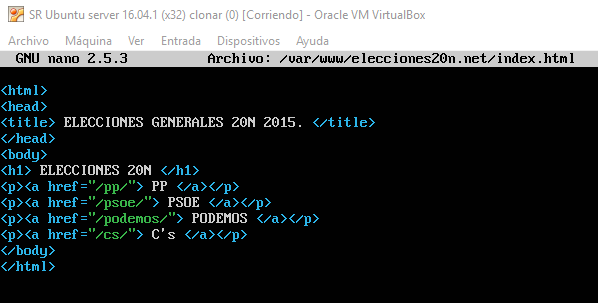 SR Ubuntu server 16.04.1 (x32) clonar (0) [Corriendo] - Oracle VM VirtualBox
Archivo Máquina Ver Entrada Dispositivos Ayuda
GNU nano 2.5.3 Archivo: /var/www/elecciones20n.net/index.html
<html>
<head>
<title> ELECCIONES GENERALES 20N 2015. </title>
</head>
<body>
<h1> ELECCIONES 20N </h1>
<p><a href="/pp/"> PP </a></p>
<p><a href="/psoe/"> PSOE </a></p>
<p><a href="/podemos/"> PODEMOS </a></p>
<p><a href="/cs/"> C's </a></p>
</body>
</html>